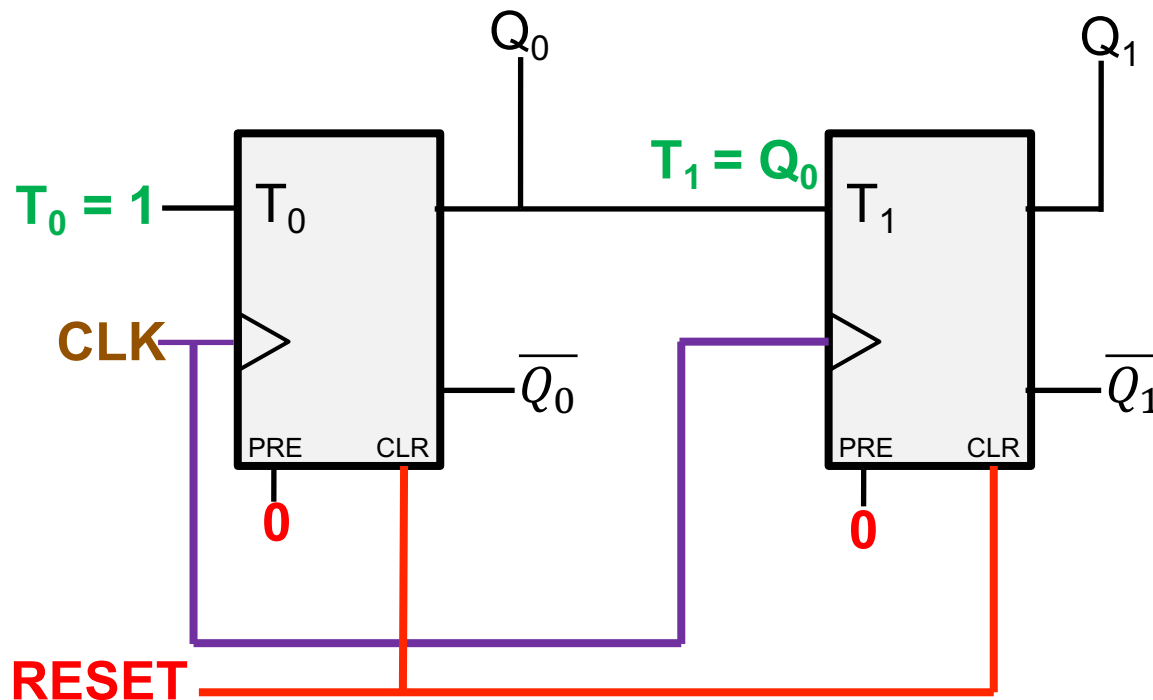 Q₀
Q₁
T₀ = 1
T₀
T₁ = Q₀
T₁
CLK
Q̅₀
Q̅₁
PRE
CLR
PRE
CLR
0
0
RESET